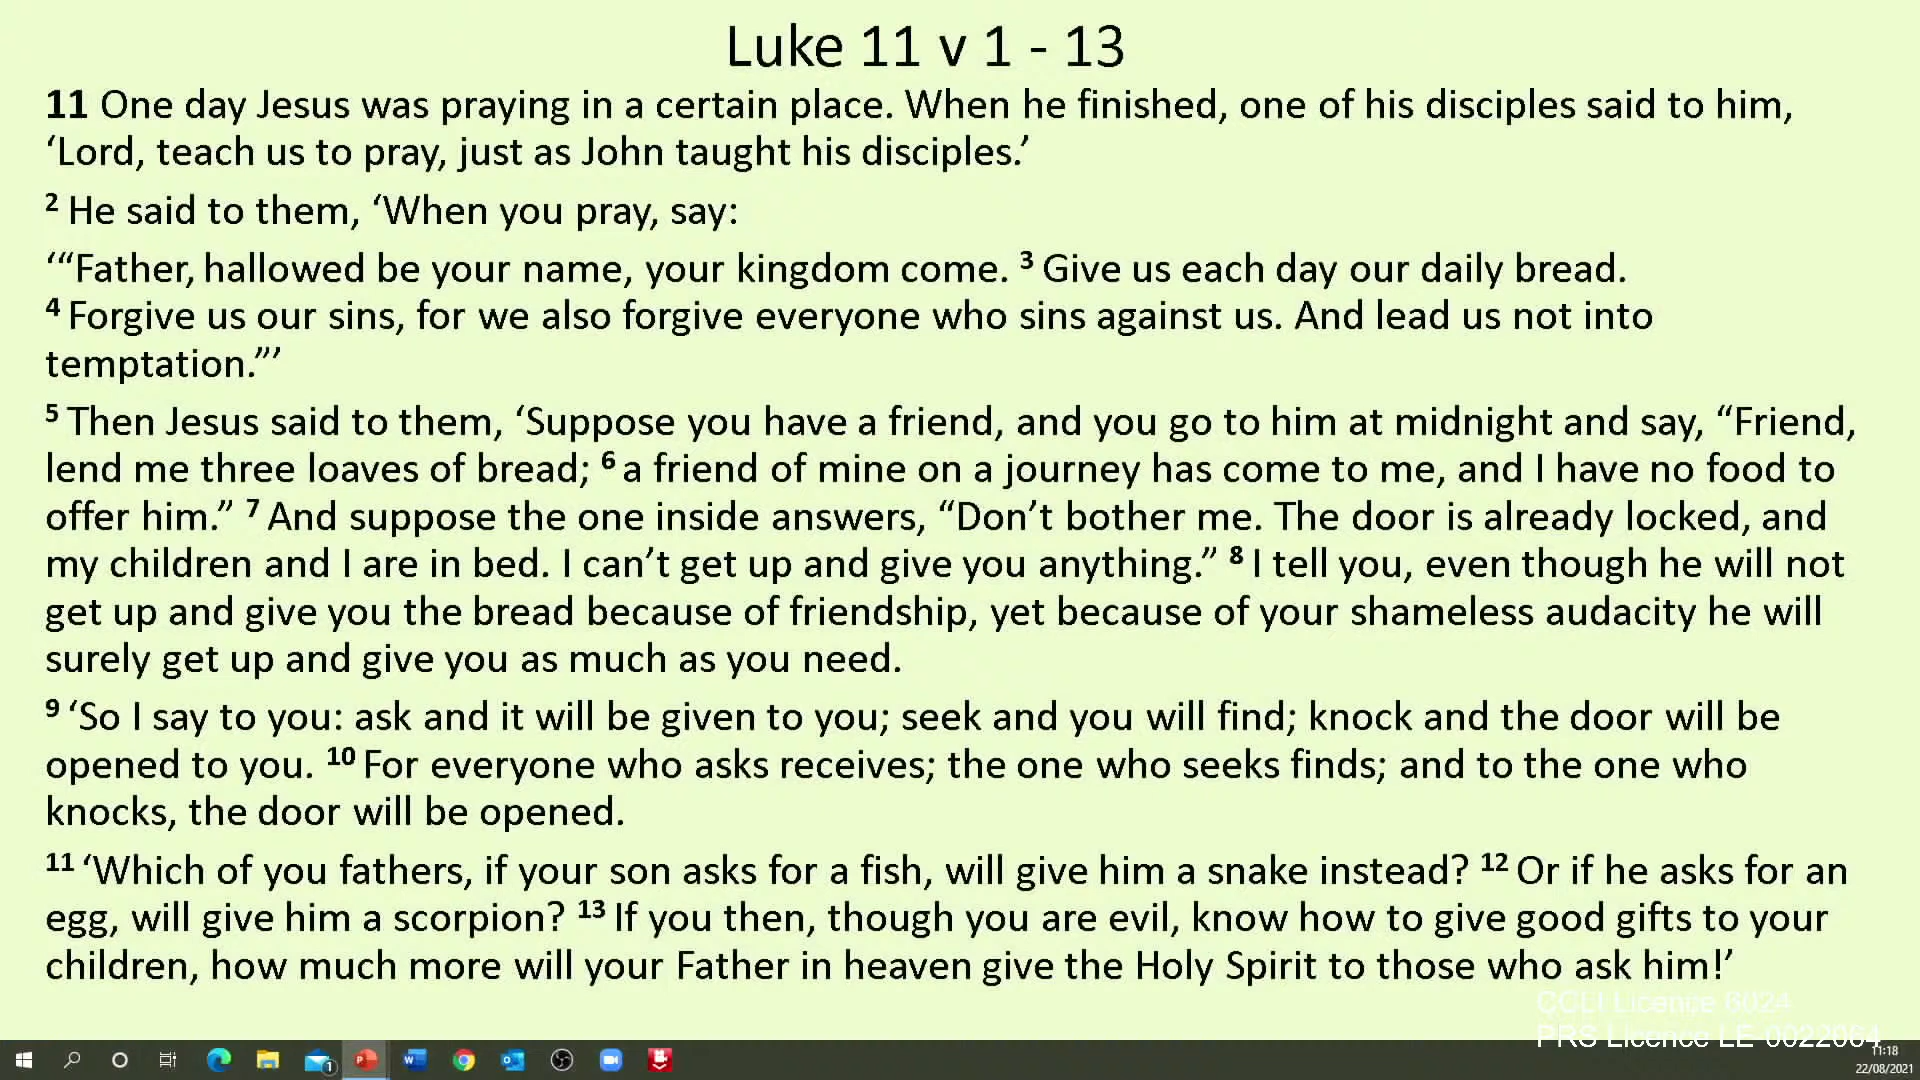 Luke 11 v 1 - 13
11 One day Jesus was praying in a certain place. When he finished, one of his disciples said to him,
‘Lord, teach us to pray, just as John taught his disciples.’
2 He said to them, ‘When you pray, say:
‘“Father, hallowed be your name, your kingdom come. 3 Give us each day our daily bread.
4 Forgive us our sins, for we also forgive everyone who sins against us. And lead us not into
temptation.”’
5 Then Jesus said to them, ‘Suppose you have a friend, and you go to him at midnight and say, “Friend,
lend me three loaves of bread; 6 a friend of mine on a journey has come to me, and I have no food to
offer him.” 7 And suppose the one inside answers, “Don’t bother me. The door is already locked, and
my children and I are in bed. I can’t get up and give you anything.” 8 I tell you, even though he will not
get up and give you the bread because of friendship, yet because of your shameless audacity he will
surely get up and give you as much as you need.
9 ‘So I say to you: ask and it will be given to you; seek and you will find; knock and the door will be
opened to you. 10 For everyone who asks receives; the one who seeks finds; and to the one who
knocks, the door will be opened.
11 ‘Which of you fathers, if your son asks for a fish, will give him a snake instead? 12 Or if he asks for an
egg, will give him a scorpion? 13 If you then, though you are evil, know how to give good gifts to your
children, how much more will your Father in heaven give the Holy Spirit to those who ask him!’
CCLI Licence 6024
PRS Licence LE-0022064
11:18
22/08/2021